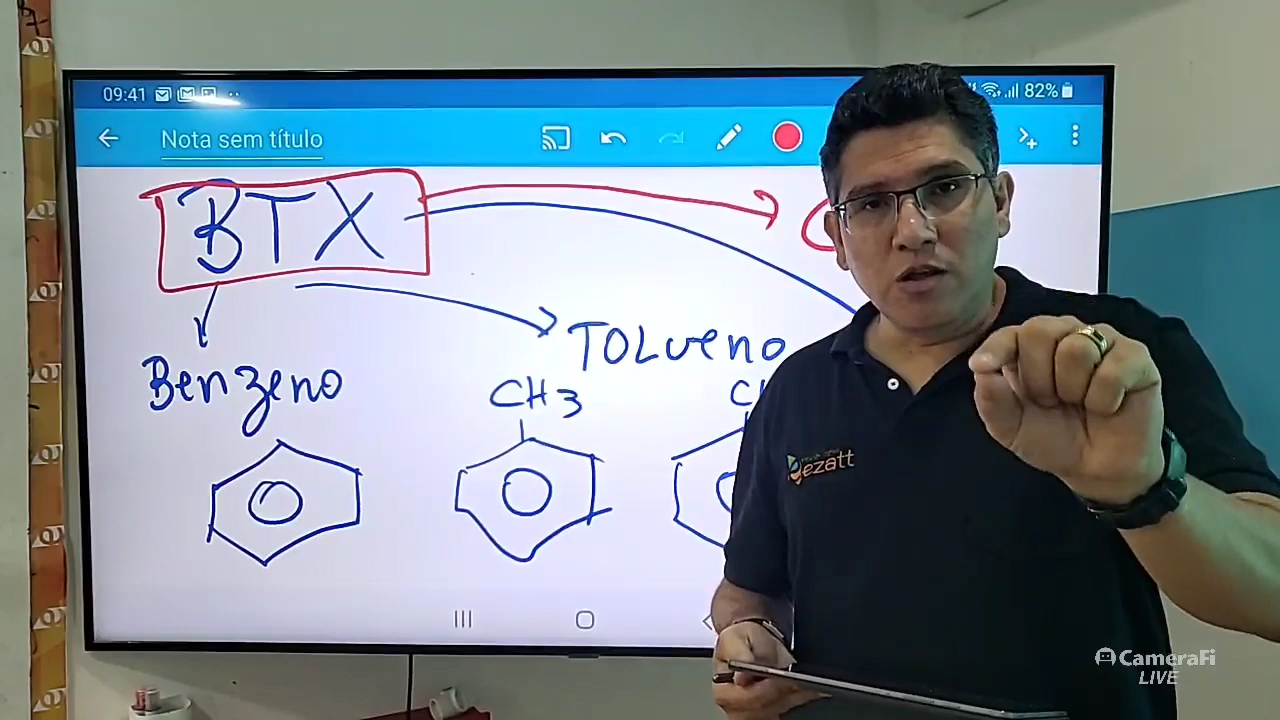 09:41
82%
Nota sem título
BTX
TOLueno
Benzeno
CH3
ezatt
CameraFi
LIVE